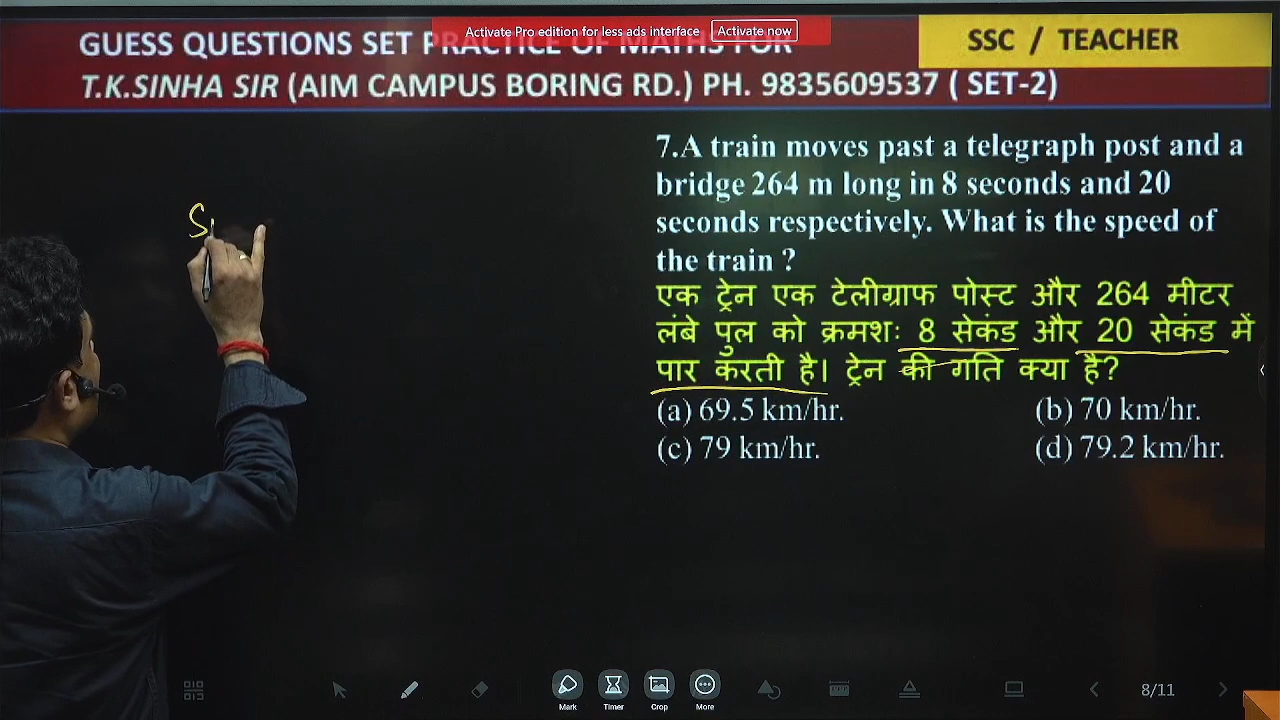 Activate Pro edition for less ads interface Activate now
GUESS QUESTIONS SET PRACTICE OF MATHS FOR
SSC / TEACHER
T.K.SINHA SIR (AIM CAMPUS BORING RD.) PH. 9835609537 ( SET-2)
7.A train moves past a telegraph post and a
bridge 264 m long in 8 seconds and 20
seconds respectively. What is the speed of
the train ?
एक ट्रेन एक टेलीग्राफ पोस्ट और 264 मीटर
लंबे पुल को क्रमशः 8 सेकंड और 20 सेकंड में
पार करती है। ट्रेन की गति क्या है?
(a) 69.5 km/hr. (b) 70 km/hr.
(c) 79 km/hr. (d) 79.2 km/hr.
S
Mark Timer Crop More
8/11